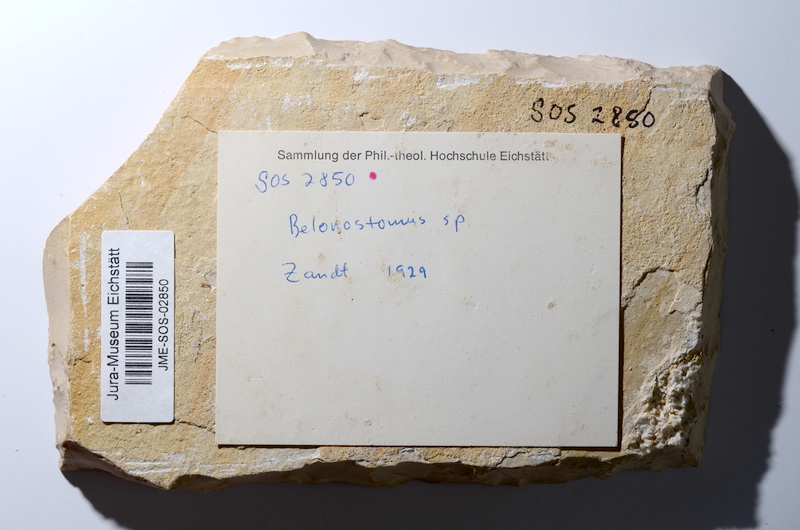 SOS 2850
Sammlung der Phil.-theol. Hochschule Eichstätt
SOS 2850
Belonostomus sp
Zandt 1929
Jura-Museum Eichstätt
JME-SOS-02850